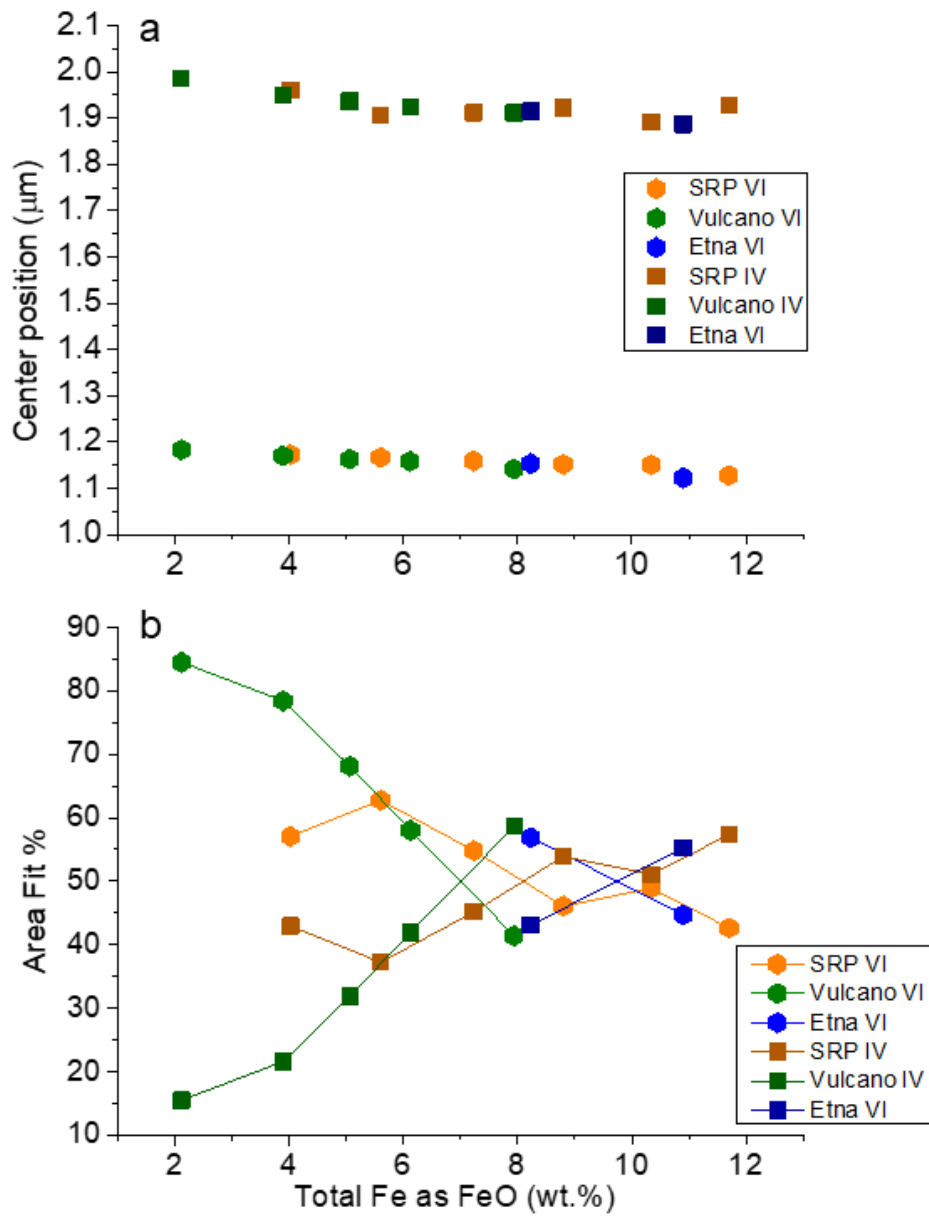 a
2.1
2.0
1.9
1.8
1.7
1.6
1.5
1.4
1.3
1.2
1.1
1.0
Center position (μm)
SRP VI
Vulcano VI
Etna VI
SRP IV
Vulcano IV
Etna VI
2 4 6 8 10 12
b
90
80
70
60
50
40
30
20
10
Area Fit %
SRP VI
Vulcano VI
Etna VI
SRP IV
Vulcano IV
Etna VI
2 4 6 8 10 12
Total Fe as FeO (wt.%)